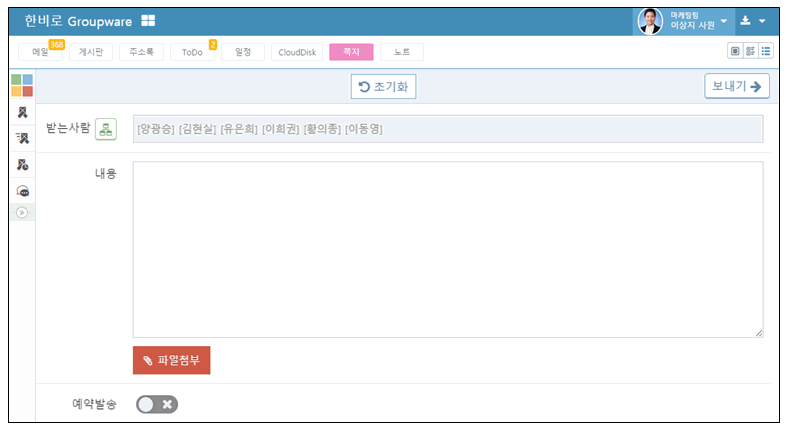 한비로 Groupware
마케팅팀
이상지 사원
메일 368 게시판 주소록 ToDo 2 일정 CloudDisk 쪽지 노트
초기화 보내기
받는사람 [양광승] [김현실] [유은희] [이희권] [황의종] [이동영]
내용
파일첨부
예약발송